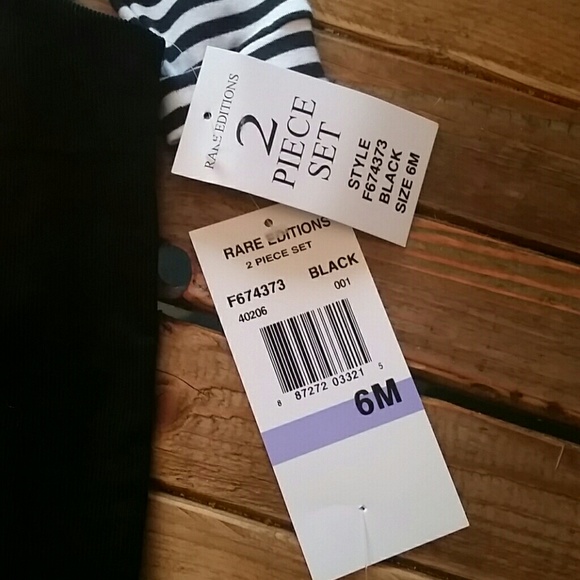 RARE EDITIONS
2
PIECE
SET
STYLE
F674373
BLACK
SIZE 6M
RARE EDITIONS
2 PIECE SET
F674373 BLACK
40206 001
8 87272 03321 5
6M